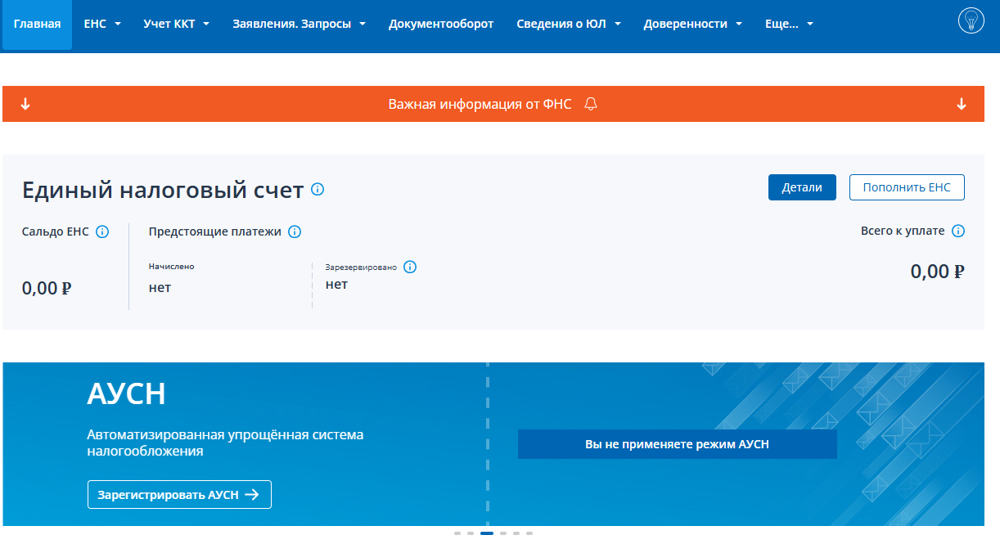 Главная ЕНС Учет ККТ Заявления. Запросы Документооборот Сведения о ЮЛ Доверенности Еще...
Важная информация от ФНС
Единый налоговый счет
Детали Пополнить ЕНС
Сальдо ЕНС Предстоящие платежи Всего к уплате
Начислено Зарезервировано
0,00 ₽ нет нет 0,00 ₽
АУСН
Автоматизированная упрощённая система
налогообложения
Вы не применяете режим АУСН
Зарегистрировать АУСН →